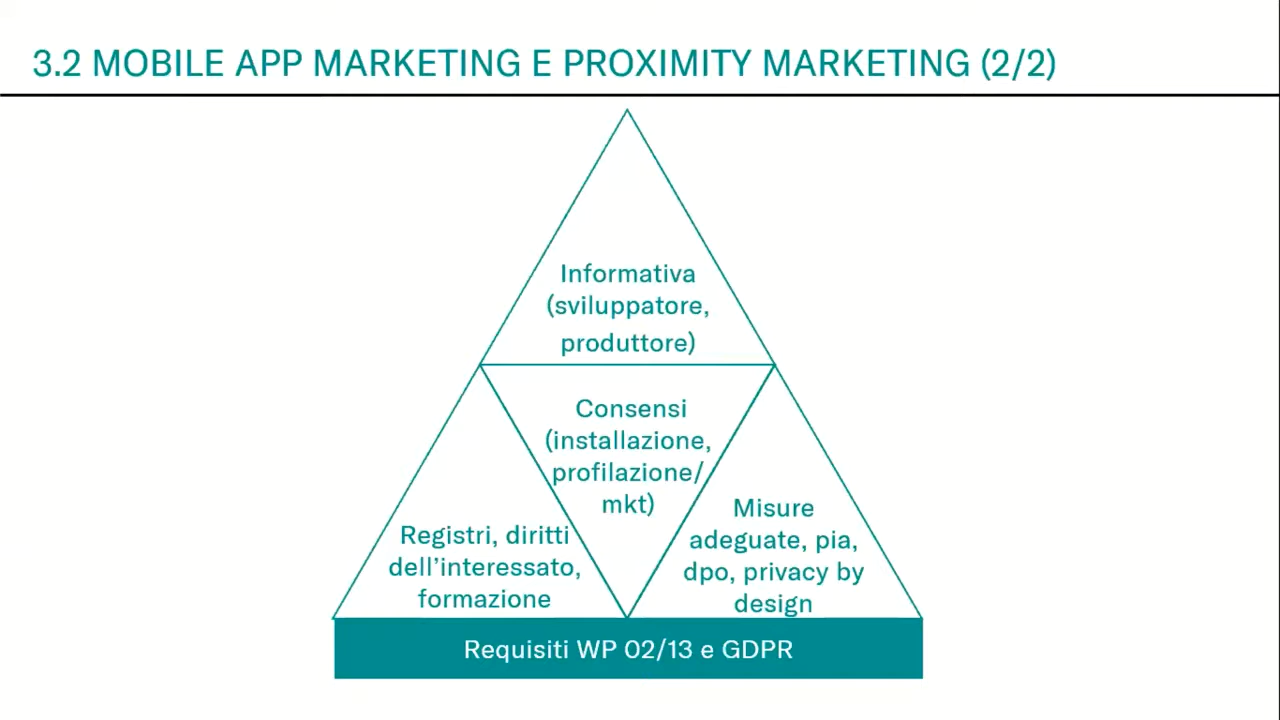 3.2 MOBILE APP MARKETING E PROXIMITY MARKETING (2/2)
Informativa
(sviluppatore,
produttore)
Consensi
(installazione,
profilazione/
mkt)
Registri, diritti
dell’interessato,
formazione
Misure
adeguate, pia,
dpo, privacy by
design
Requisiti WP 02/13 e GDPR